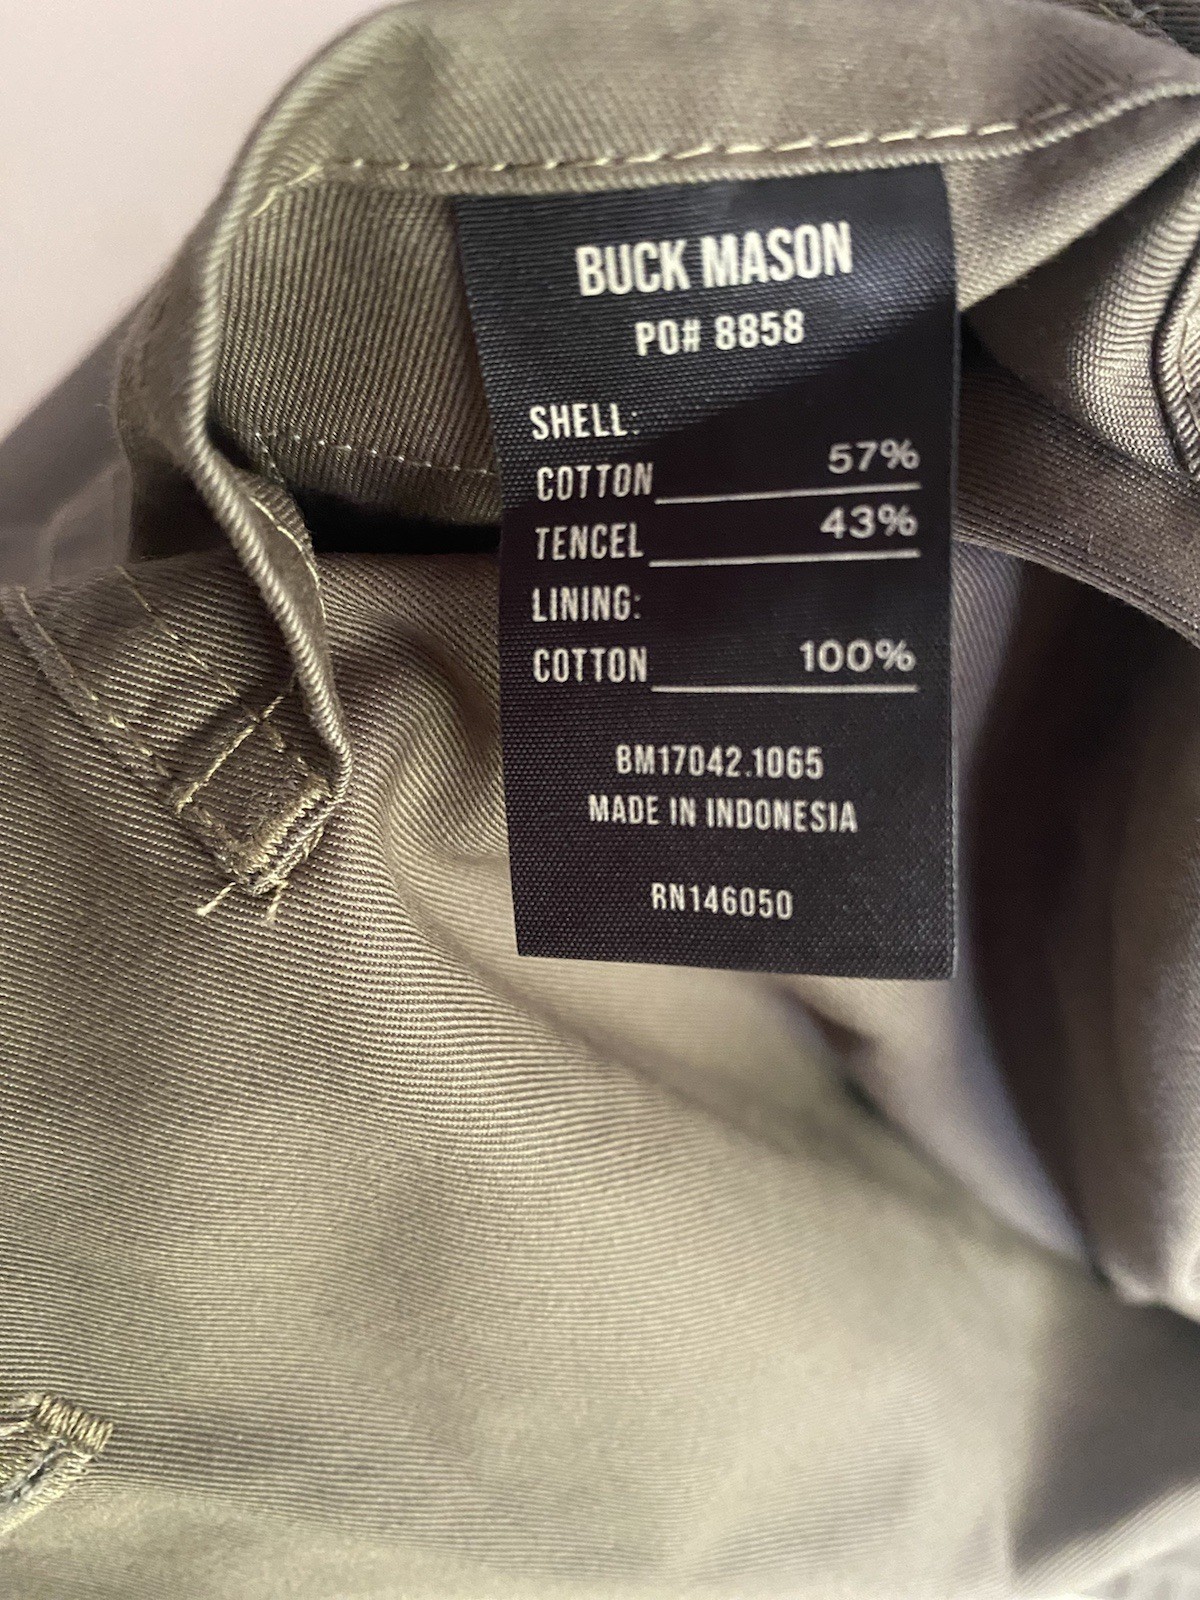 BUCK MASON
PO# 8858
SHELL:
COTTON 57%
TENCEL 43%
LINING:
COTTON 100%
BM17042.1065
MADE IN INDONESIA
RN146050